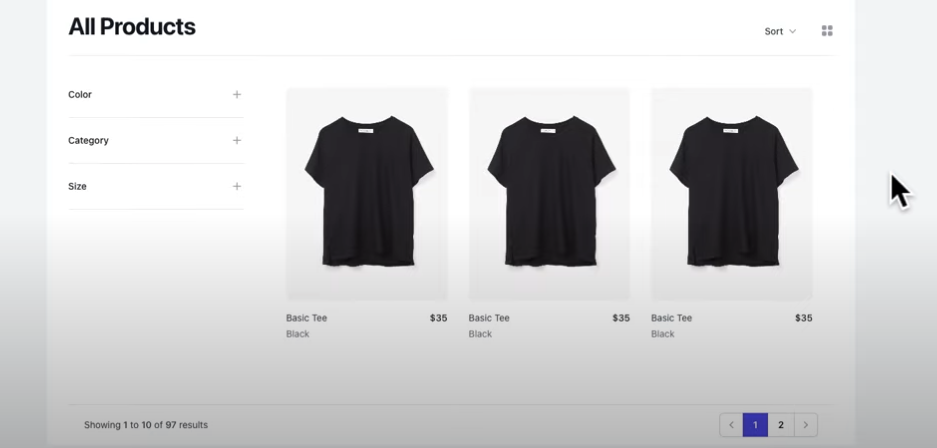 All Products
Sort
Color
Category
Size
Basic Tee $35
Black
Basic Tee $35
Black
Basic Tee $35
Black
Showing 1 to 10 of 97 results
1 2